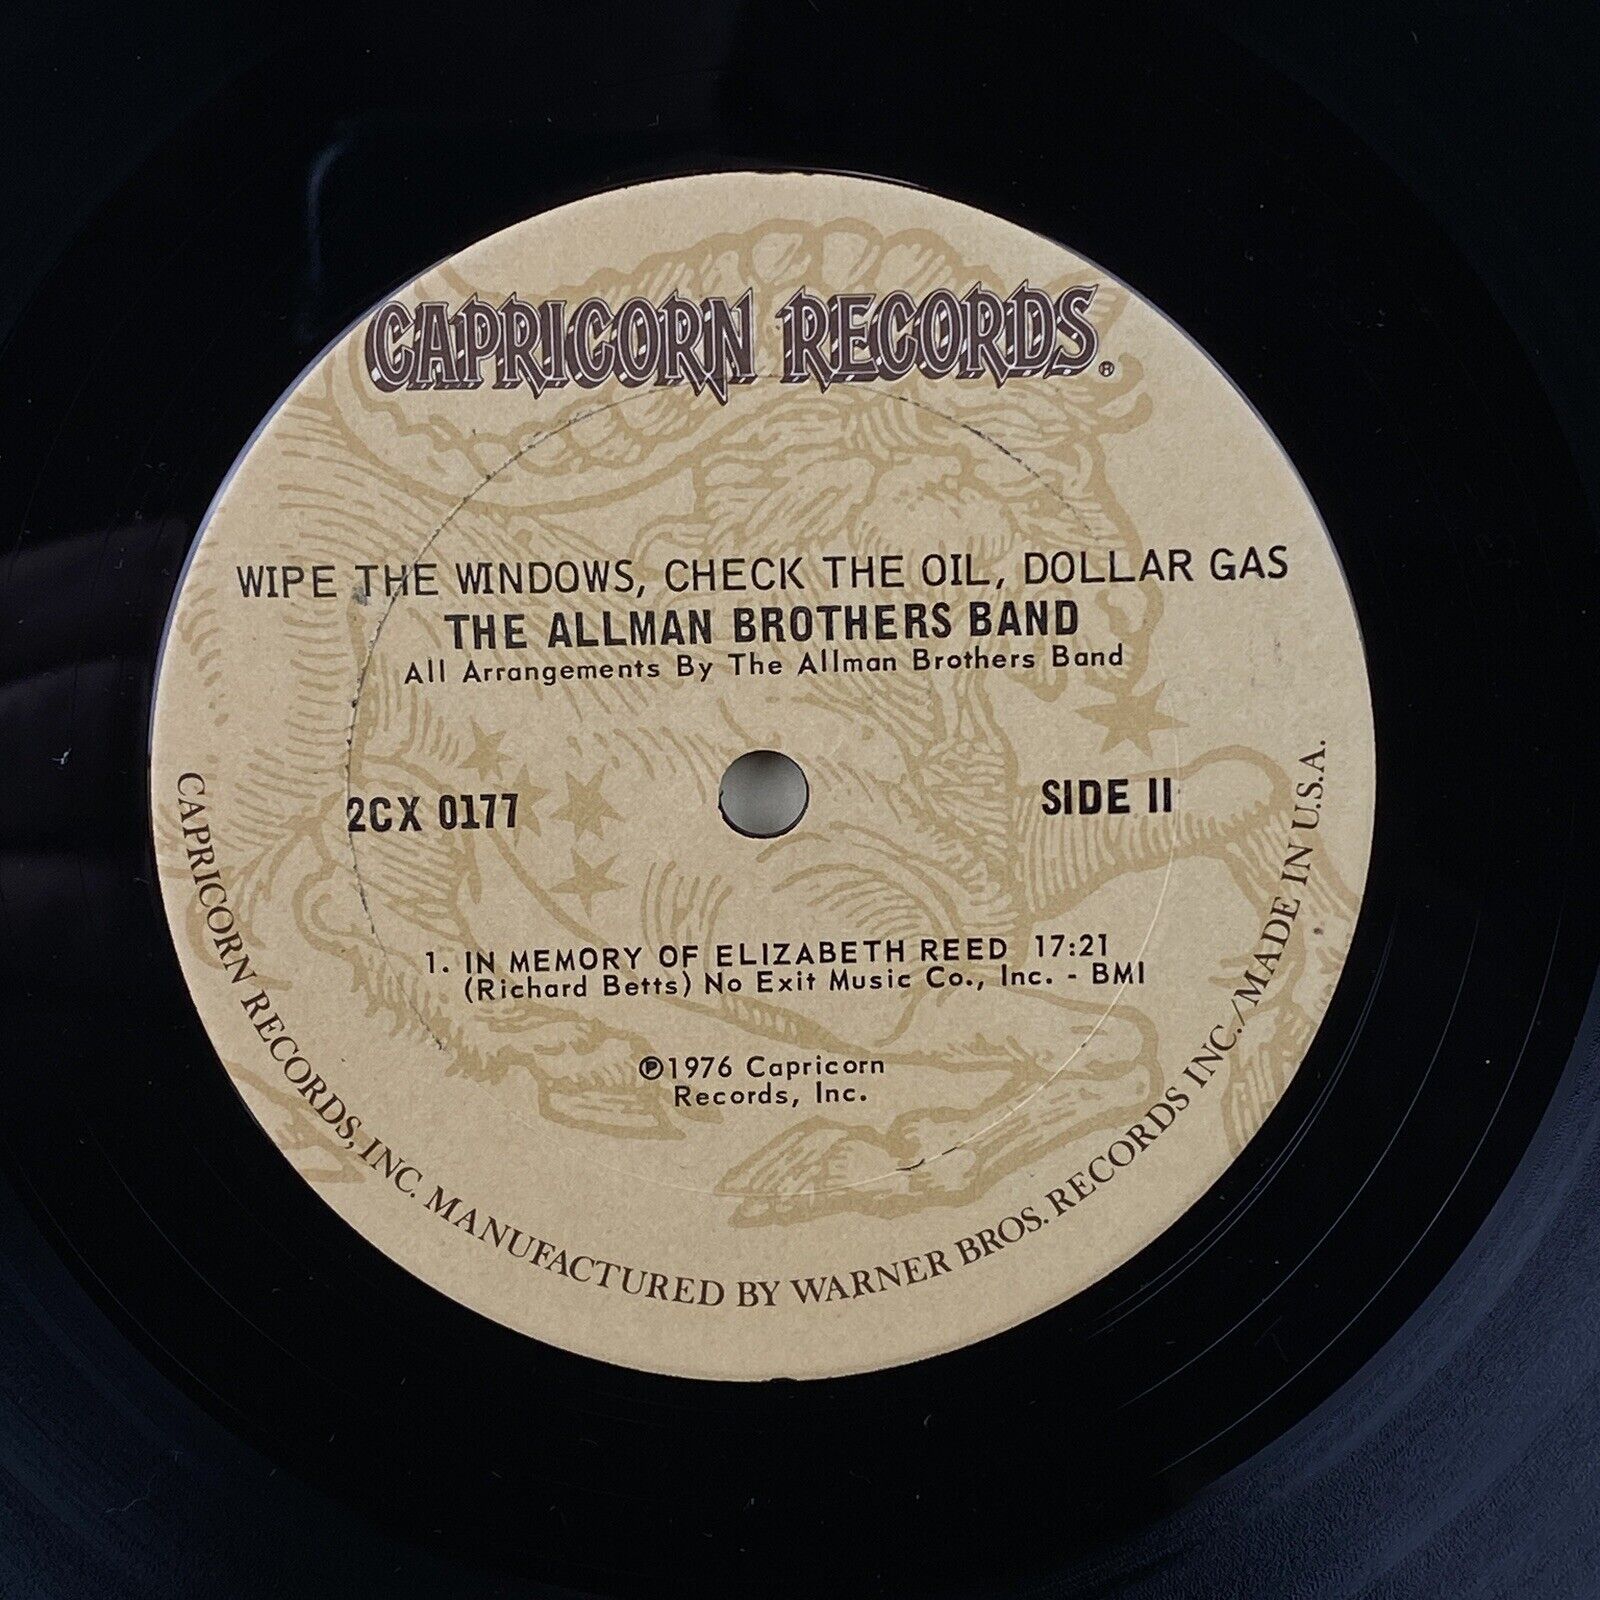 CAPRICORN RECORDS®
WIPE THE WINDOWS, CHECK THE OIL, DOLLAR GAS
THE ALLMAN BROTHERS BAND
All Arrangements By The Allman Brothers Band
2CX 0177
SIDE II
1. IN MEMORY OF ELIZABETH REED 17:21
(Richard Betts) No Exit Music Co., Inc. - BMI
℗1976 Capricorn
Records, Inc.
CAPRICORN RECORDS, INC. MANUFACTURED BY WARNER BROS. RECORDS INC./MADE IN U.S.A.